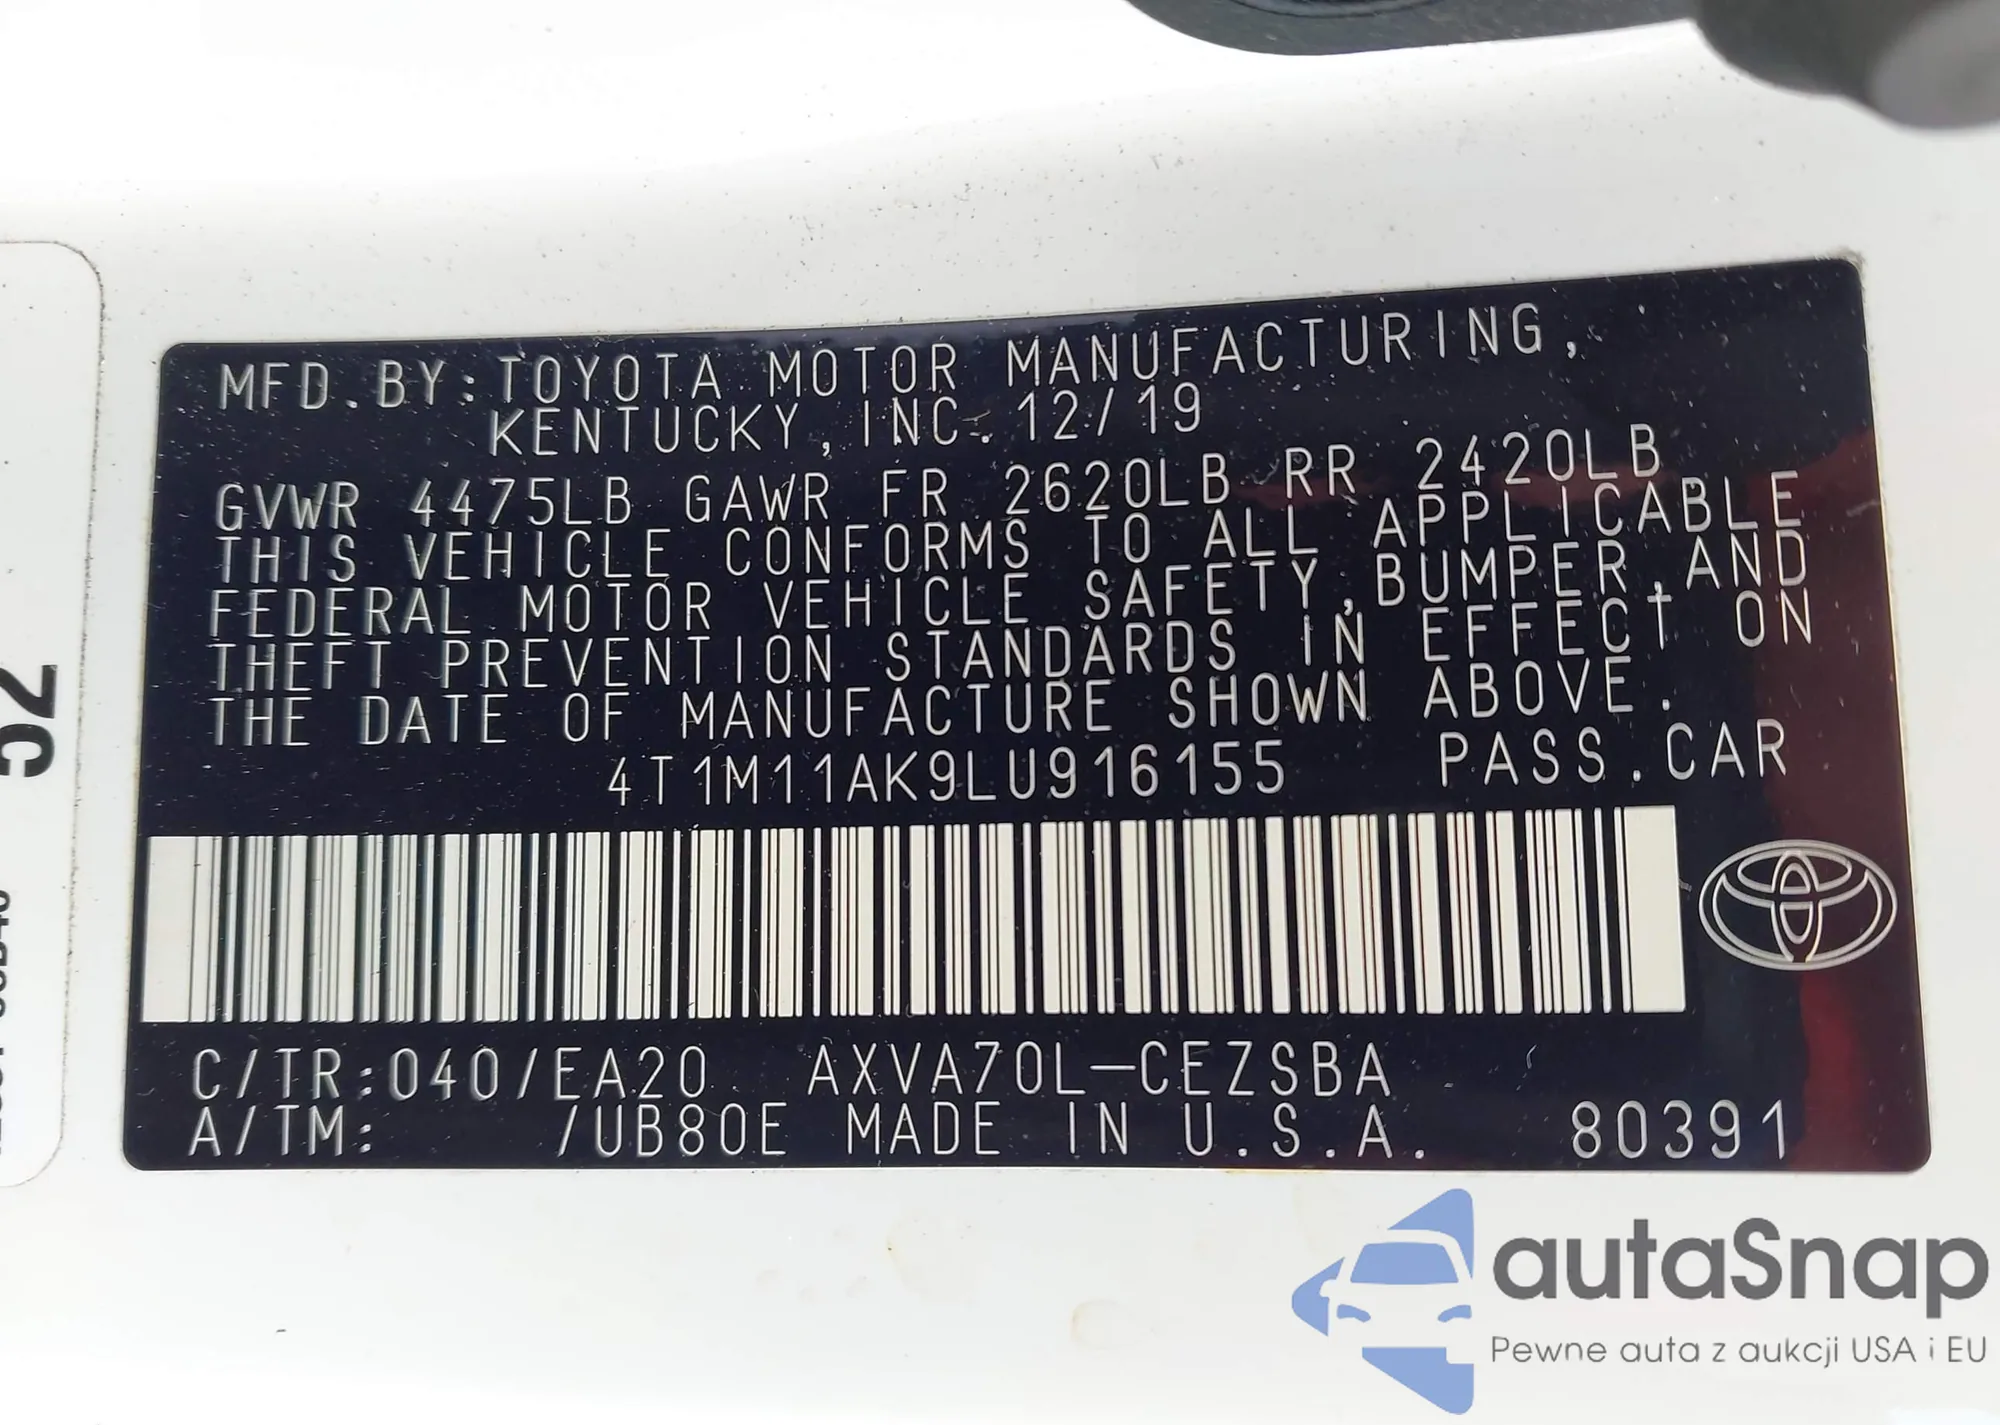 MFD.BY:TOYOTA MOTOR MANUFACTURING,
KENTUCKY,INC. 12/19
GVWR 4475LB GAWR FR 2620LB RR 2420LB
THIS VEHICLE CONFORMS TO ALL APPLICABLE
FEDERAL MOTOR VEHICLE SAFETY,BUMPER,AND
THEFT PREVENTION STANDARDS IN EFFECT ON
THE DATE OF MANUFACTURE SHOWN ABOVE.
4T1M11AK9LU916155 PASS.CAR
C/TR:040/EA20 AXVA70L-CEZSBA
A/TM: /UB80E MADE IN U.S.A. 80391
52
autaSnap
Pewne auta z aukcji USA i EU